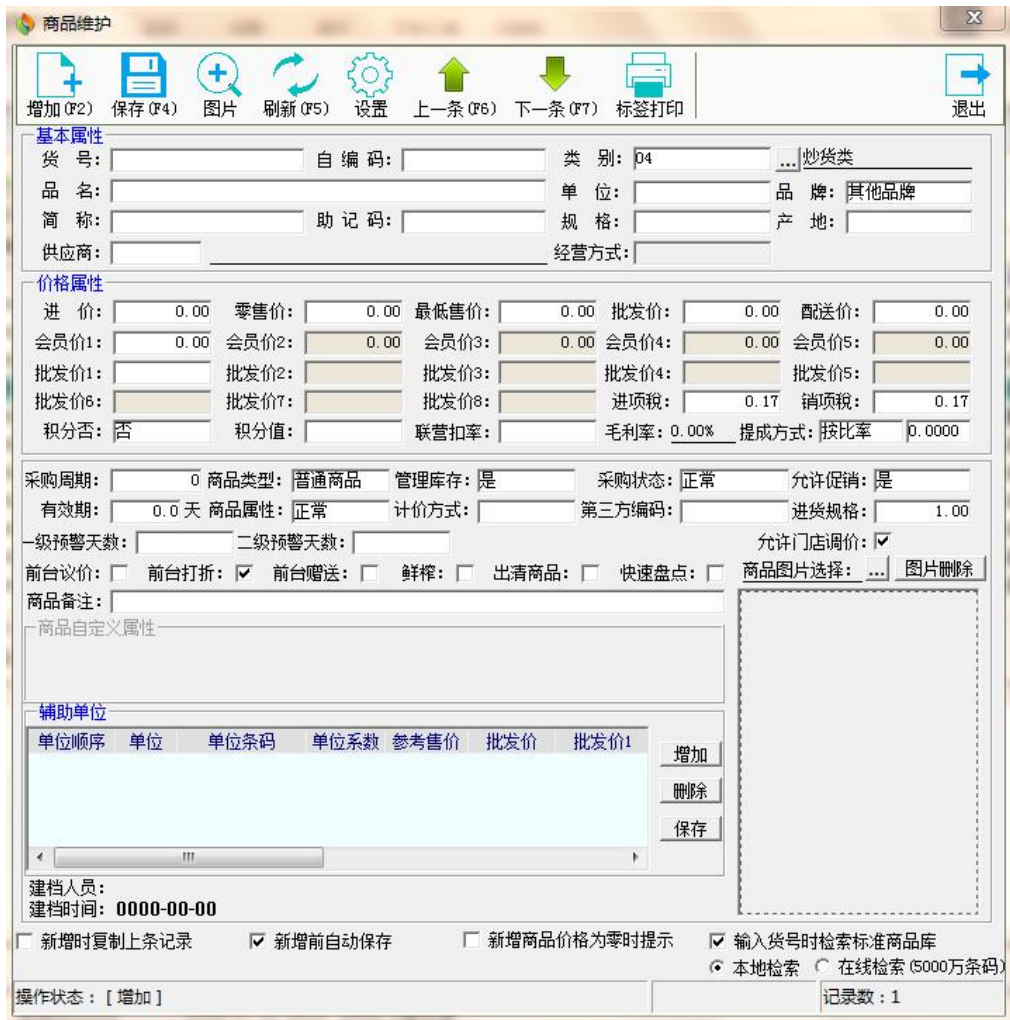 商品维护
增加(F2) 保存(F4) 图片 刷新(F5) 设置 上一条(F6) 下一条(F7) 标签打印 退出
基本属性
货 号: 自编码: 类 别: 04 ... 炒货类
品 名: 单 位: 品 牌: 其他品牌
简 称: 助记码: 规 格: 产 地:
供应商: 经营方式:
价格属性
进 价: 0.00 零售价: 0.00 最低售价: 0.00 批发价: 0.00 配送价: 0.00
会员价1: 0.00 会员价2: 0.00 会员价3: 0.00 会员价4: 0.00 会员价5: 0.00
批发价1: 批发价2: 批发价3: 批发价4: 批发价5:
批发价6: 批发价7: 批发价8: 进项税: 0.17 销项税: 0.17
积分否: 否 积分值: 联营扣率: 毛利率: 0.00% 提成方式: 按比率 0.0000
采购周期: 0 商品类型: 普通商品 管理库存: 是 采购状态: 正常 允许促销: 是
有效期: 0.0 天 商品属性: 正常 计价方式: 第三方编码: 进货规格: 1.00
一级预警天数: 二级预警天数: 允许门店调价:
前台议价: 前台打折: 前台赠送: 鲜榨: 出清商品: 快速盘点: 商品图片选择: ... 图片删除
商品备注:
商品自定义属性
辅助单位
单位顺序 单位 单位条码 单位系数 参考售价 批发价 批发价1
增加
删除
保存
建档人员:
建档时间: 0000-00-00
新增时复制上条记录 新增前自动保存 新增商品价格为零时提示 输入货号时检索标准商品库
本地检索 在线检索(5000万条码)
操作状态:[增加] 记录数:1